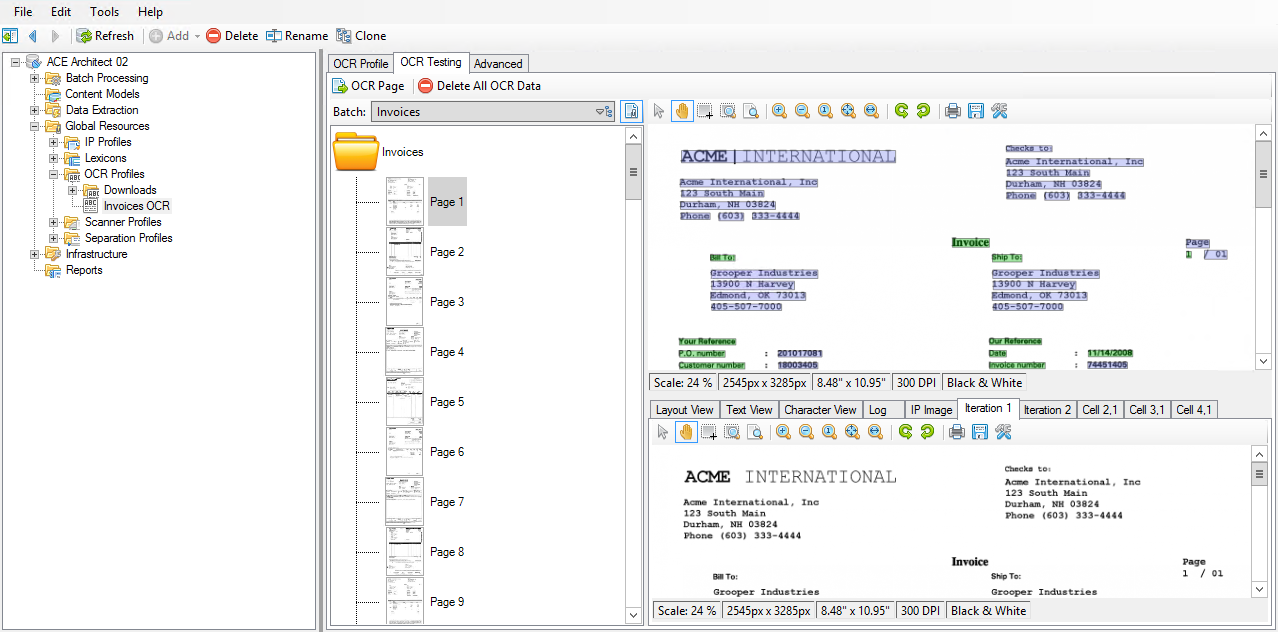 File Edit Tools Help
Refresh Add Delete Rename Clone
ACE Architect 02
Batch Processing
Content Models
Data Extraction
Global Resources
IP Profiles
Lexicons
OCR Profiles
Downloads
Invoices OCR
Scanner Profiles
Separation Profiles
Infrastructure
Reports
OCR Profile OCR Testing Advanced
OCR Page Delete All OCR Data
Batch: Invoices
Invoices
Page 1
Page 2
Page 3
Page 4
Page 5
Page 6
Page 7
Page 8
Page 9
ACME | INTERNATIONAL
Acme International, Inc
123 South Main
Durham, NH 03824
Phone (603) 333-4444
Checks to:
Acme International, Inc
123 South Main
Durham, NH 03824
Phone (603) 333-4444
Invoice
Page
1 / 01
Bill To:
Grooper Industries
13900 N Harvey
Edmond, OK 73013
405-507-7000
Ship To:
Grooper Industries
13900 N Harvey
Edmond, OK 73013
405-507-7000
Your Reference
P.O. number : 201017081
Customer number : 18003405
Our Reference
Date : 11/14/2008
Invoice number : 74451405
Scale: 24 % 2545px x 3285px 8.48" x 10.95" 300 DPI Black & White
Layout View Text View Character View Log IP Image Iteration 1 Iteration 2 Cell 2,1 Cell 3,1 Cell 4,1
ACME INTERNATIONAL
Acme International, Inc
123 South Main
Durham, NH 03824
Phone (603) 333-4444
Checks to:
Acme International, Inc
123 South Main
Durham, NH 03824
Phone (603) 333-4444
Invoice
Page
1 / 01
Bill To:
Grooper Industries
Ship To:
Grooper Industries
Scale: 24 % 2545px x 3285px 8.48" x 10.95" 300 DPI Black & White